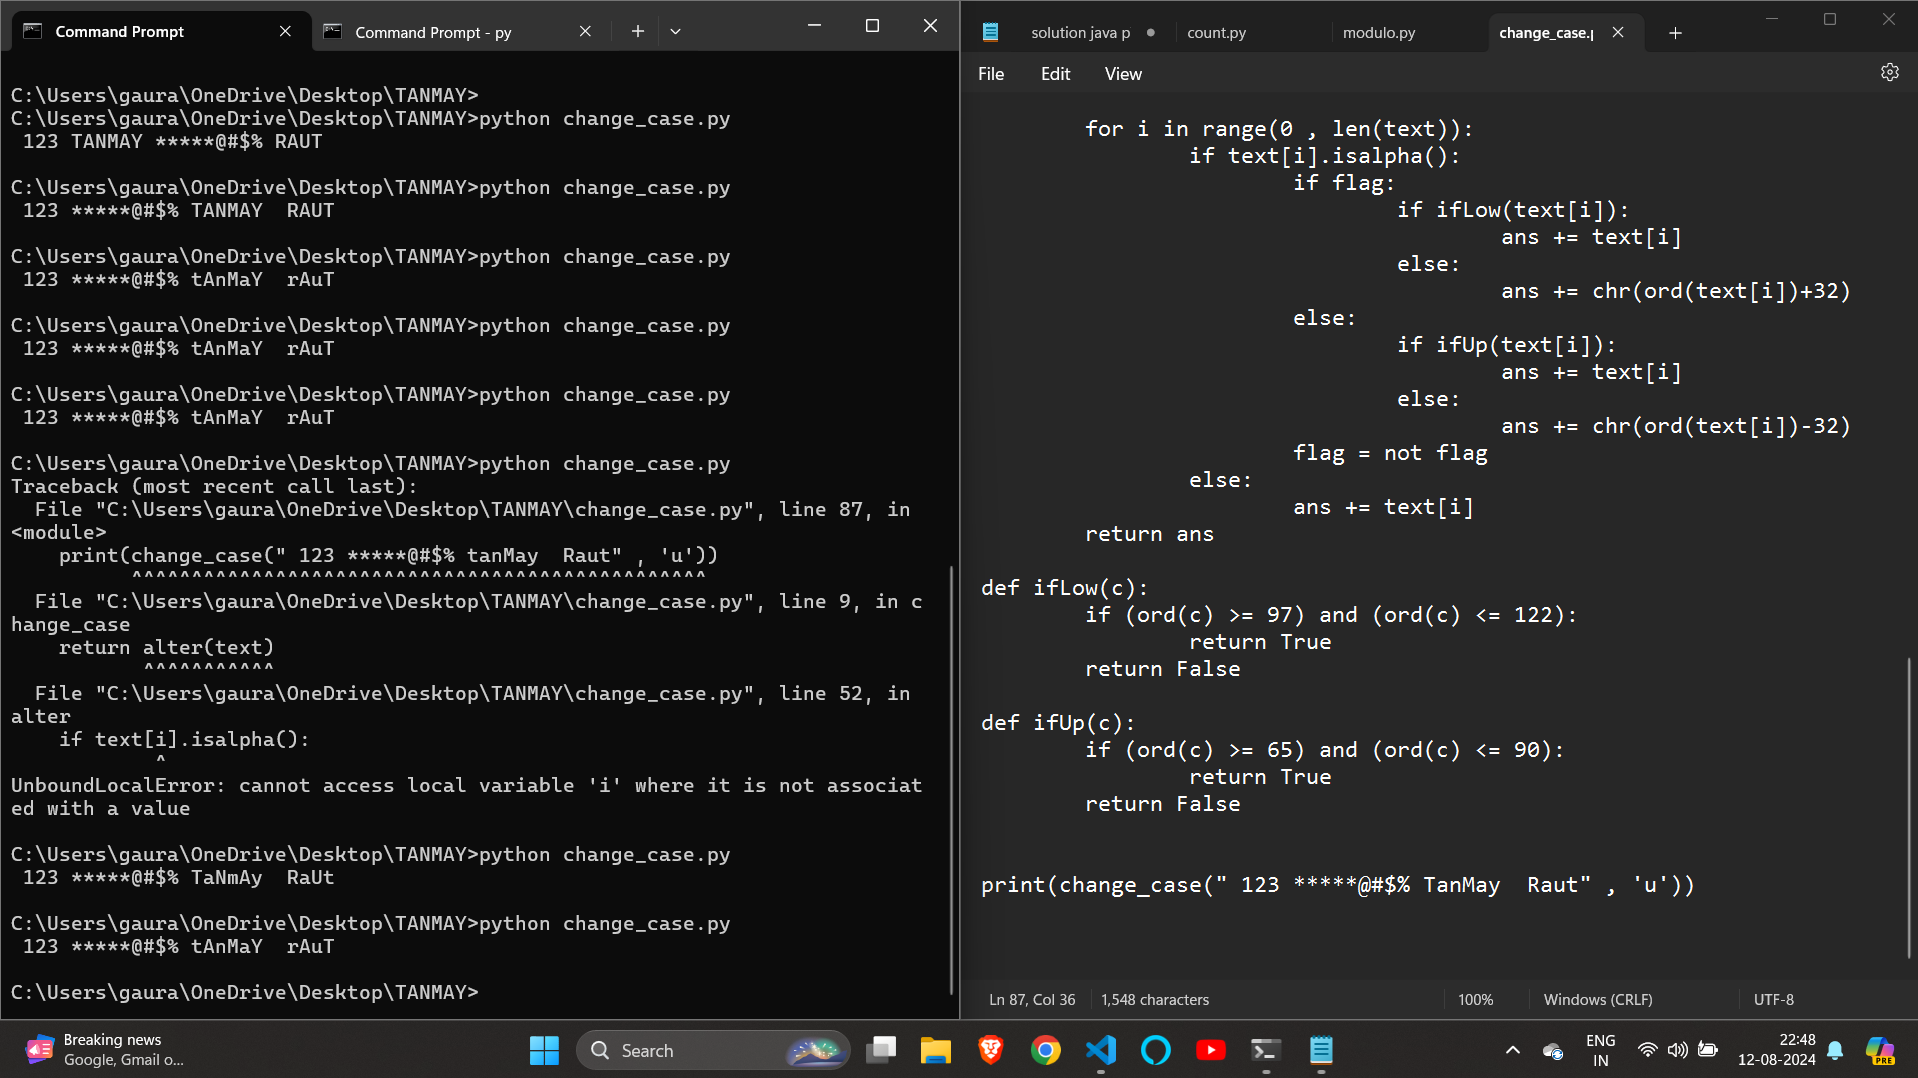 Command Prompt
Command Prompt - py
C:\Users\gaura\OneDrive\Desktop\TANMAY>
C:\Users\gaura\OneDrive\Desktop\TANMAY>python change_case.py
 123 TANMAY *****@#$% RAUT
C:\Users\gaura\OneDrive\Desktop\TANMAY>python change_case.py
 123 *****@#$% TANMAY  RAUT
C:\Users\gaura\OneDrive\Desktop\TANMAY>python change_case.py
 123 *****@#$% tAnMaY  rAuT
C:\Users\gaura\OneDrive\Desktop\TANMAY>python change_case.py
 123 *****@#$% tAnMaY  rAuT
C:\Users\gaura\OneDrive\Desktop\TANMAY>python change_case.py
 123 *****@#$% tAnMaY  rAuT
C:\Users\gaura\OneDrive\Desktop\TANMAY>python change_case.py
Traceback (most recent call last):
  File "C:\Users\gaura\OneDrive\Desktop\TANMAY\change_case.py", line 87, in
<module>
    print(change_case(" 123 *****@#$% tanMay  Raut" , 'u'))
          ^^^^^^^^^^^^^^^^^^^^^^^^^^^^^^^^^^^^^^^^^^^^^^^^
  File "C:\Users\gaura\OneDrive\Desktop\TANMAY\change_case.py", line 9, in c
hange_case
    return alter(text)
           ^^^^^^^^^^^
  File "C:\Users\gaura\OneDrive\Desktop\TANMAY\change_case.py", line 52, in
alter
    if text[i].isalpha():
            ^
UnboundLocalError: cannot access local variable 'i' where it is not associat
ed with a value
C:\Users\gaura\OneDrive\Desktop\TANMAY>python change_case.py
 123 *****@#$% TaNmAy  RaUt
C:\Users\gaura\OneDrive\Desktop\TANMAY>python change_case.py
 123 *****@#$% tAnMaY  rAuT
C:\Users\gaura\OneDrive\Desktop\TANMAY>
solution java p
count.py
modulo.py
change_case.p
File Edit View
        for i in range(0 , len(text)):
                if text[i].isalpha():
                        if flag:
                                if ifLow(text[i]):
                                        ans += text[i]
                                else:
                                        ans += chr(ord(text[i])+32)
                        else:
                                if ifUp(text[i]):
                                        ans += text[i]
                                else:
                                        ans += chr(ord(text[i])-32)
                        flag = not flag
                else:
                        ans += text[i]
        return ans
def ifLow(c):
        if (ord(c) >= 97) and (ord(c) <= 122):
                return True
        return False
def ifUp(c):
        if (ord(c) >= 65) and (ord(c) <= 90):
                return True
        return False
print(change_case(" 123 *****@#$% TanMay  Raut" , 'u'))
Ln 87, Col 36 1,548 characters 100% Windows (CRLF) UTF-8
Breaking news
Google, Gmail o...
Search
ENG
IN
22:48
12-08-2024
PRE